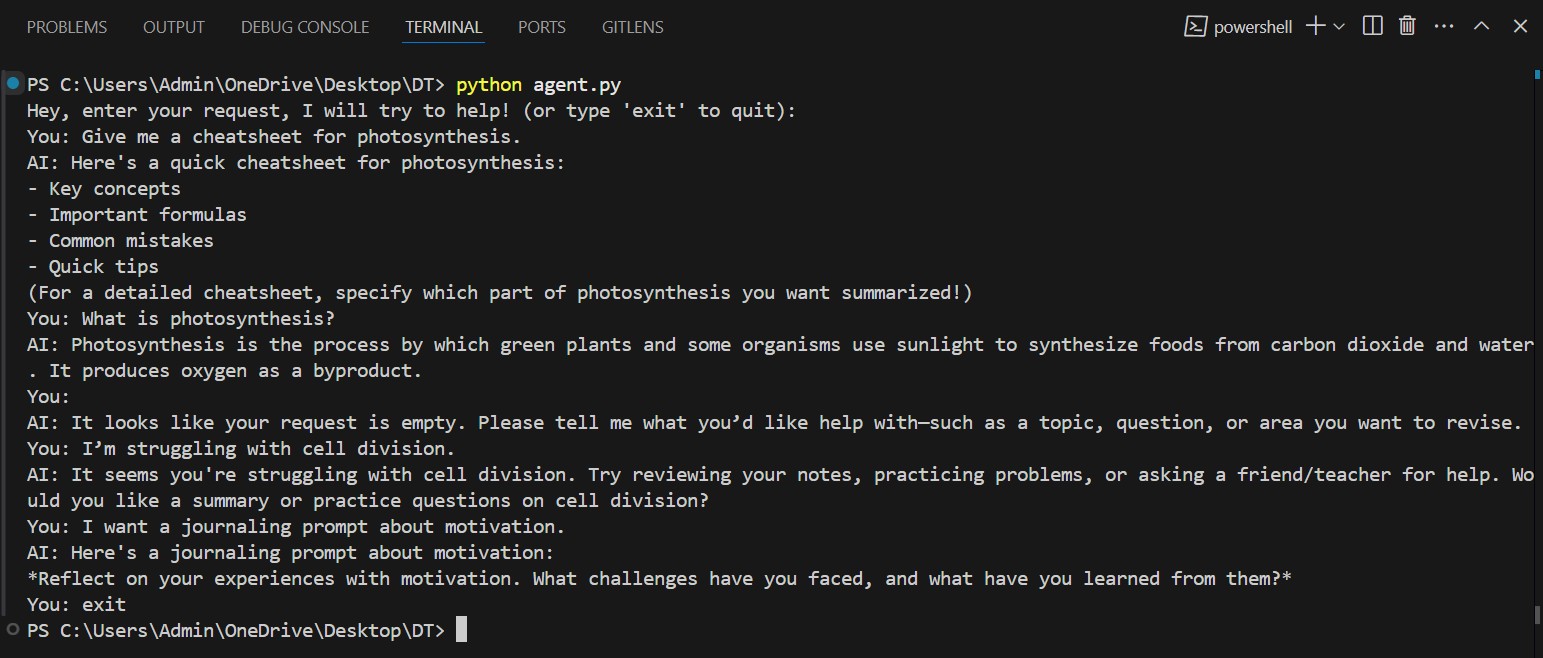 PROBLEMS OUTPUT DEBUG CONSOLE TERMINAL PORTS GITLENS powershell
PS C:\Users\Admin\OneDrive\Desktop\DT> python agent.py
Hey, enter your request, I will try to help! (or type 'exit' to quit):
You: Give me a cheatsheet for photosynthesis.
AI: Here's a quick cheatsheet for photosynthesis:
- Key concepts
- Important formulas
- Common mistakes
- Quick tips
(For a detailed cheatsheet, specify which part of photosynthesis you want summarized!)
You: What is photosynthesis?
AI: Photosynthesis is the process by which green plants and some organisms use sunlight to synthesize foods from carbon dioxide and water
. It produces oxygen as a byproduct.
You:
AI: It looks like your request is empty. Please tell me what you’d like help with—such as a topic, question, or area you want to revise.
You: I’m struggling with cell division.
AI: It seems you're struggling with cell division. Try reviewing your notes, practicing problems, or asking a friend/teacher for help. Wo
uld you like a summary or practice questions on cell division?
You: I want a journaling prompt about motivation.
AI: Here's a journaling prompt about motivation:
*Reflect on your experiences with motivation. What challenges have you faced, and what have you learned from them?*
You: exit
PS C:\Users\Admin\OneDrive\Desktop\DT>